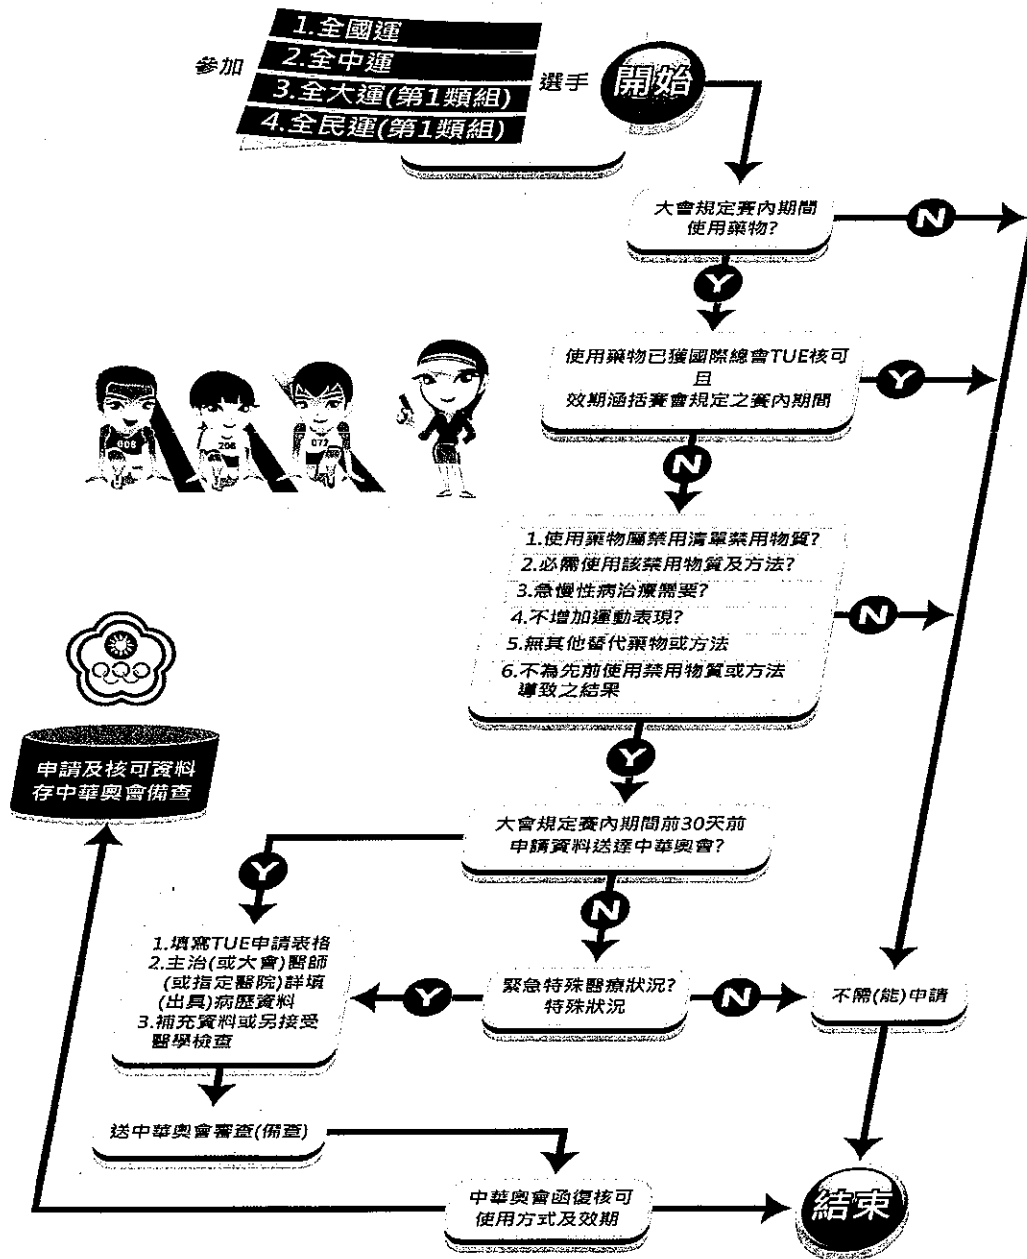 參加
1.全國運
2.全中運
3.全大運(第1類組)
4.全民運(第1類組)
選手
開始
大會規定賽內期間
使用藥物?
N
Y
使用藥物已獲國際總會TUE核可
且
效期涵括賽會規定之賽內期間
Y
N
008
206
072
1.使用藥物屬禁用清單禁用物質?
2.必需使用該禁用物質及方法?
3.急慢性病治療需要?
4.不增加運動表現?
5.無其他替代藥物或方法
6.不為先前使用禁用物質或方法
導致之結果
N
Y
申請及核可資料
存中華奧會備查
大會規定賽內期間前30天前
申請資料送達中華奧會?
Y
N
1.填寫TUE申請表格
2.主治(或大會)醫師
(或指定醫院)詳填
(出具)病歷資料
3.補充資料或另接受
醫學檢查
Y
緊急特殊醫療狀況?
特殊狀況
N
不需(能)申請
送中華奧會審查(備查)
中華奧會函復核可
使用方式及效期
結束